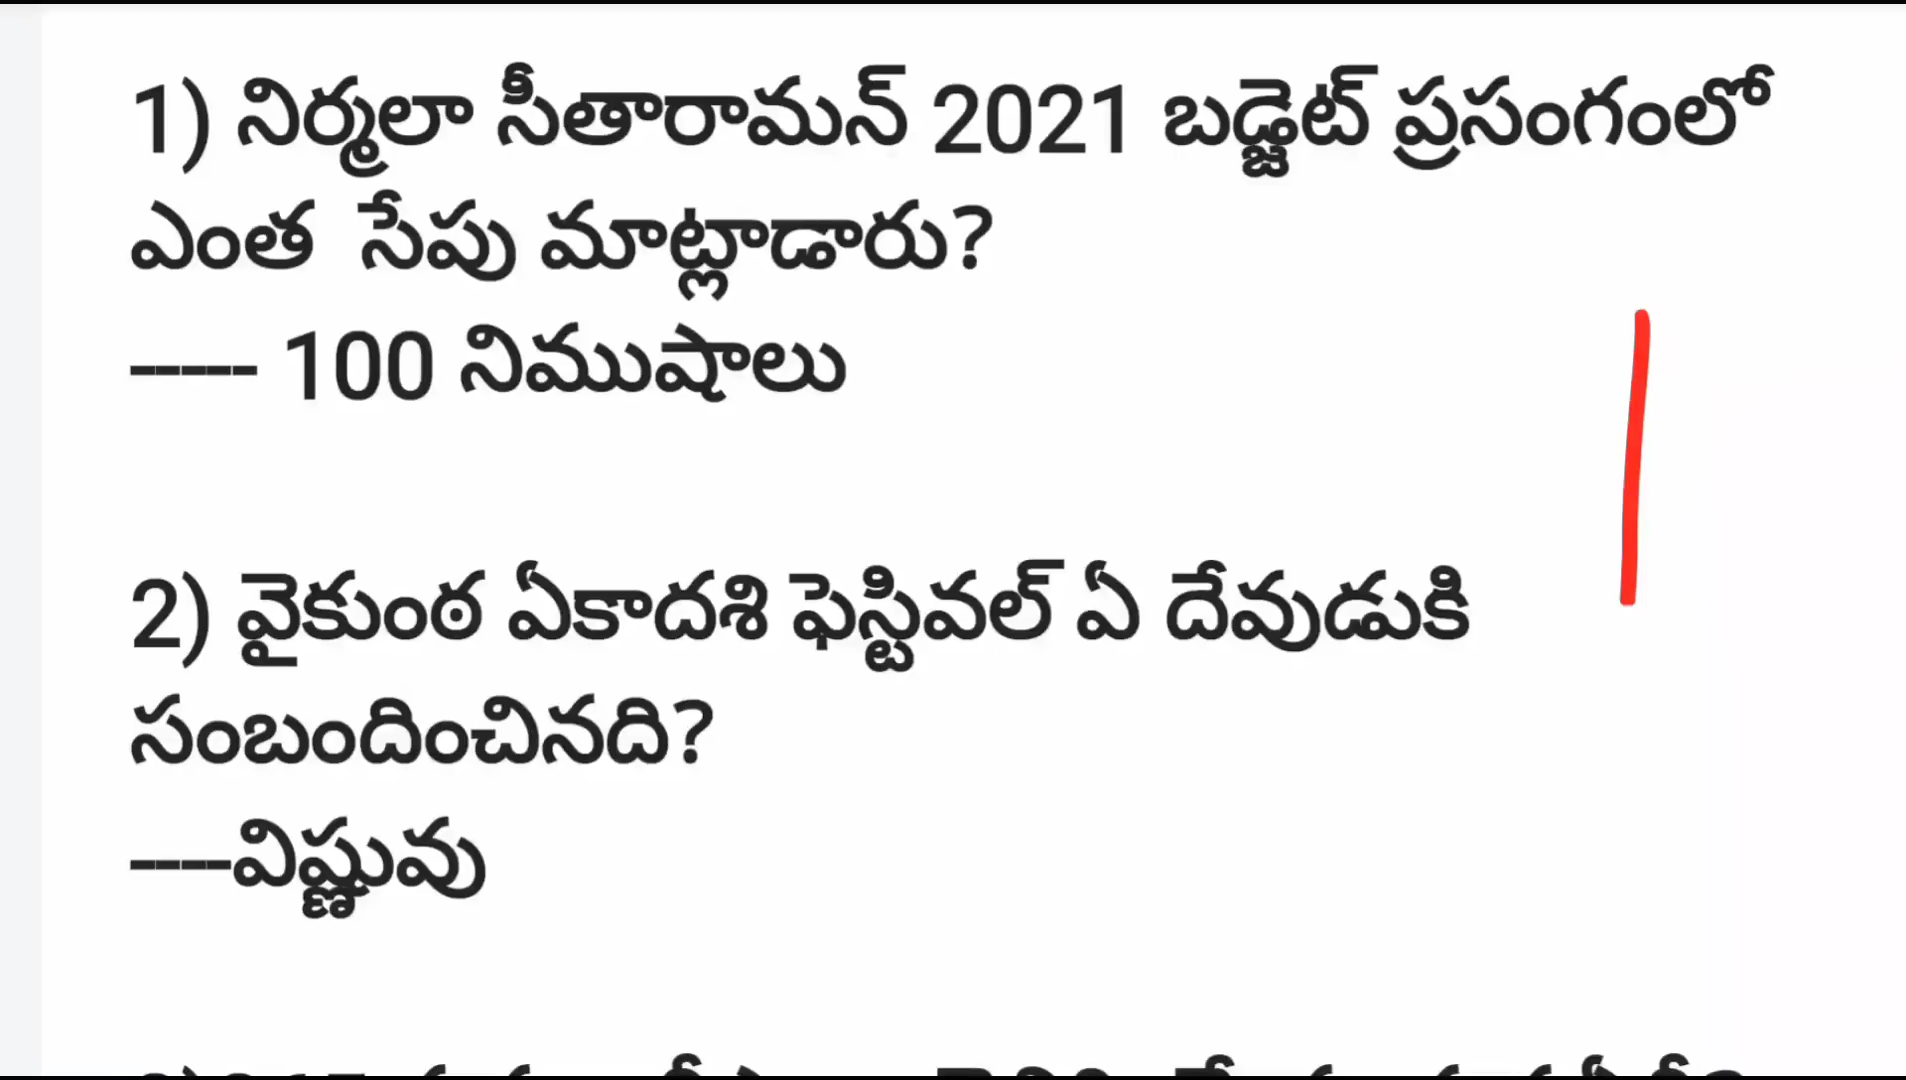 1) నిర్మలా సీతారామన్ 2021 బడ్జెట్ ప్రసంగంలో
ఎంత సేపు మాట్లాడారు?
----- 100 నిముషాలు
2) వైకుంఠ ఏకాదశి ఫెస్టివల్ ఏ దేవుడుకి
సంబందించినది?
----విష్ణువు